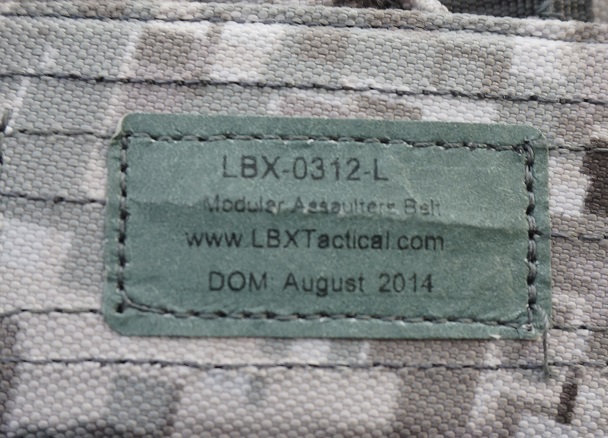 LBX-0312-L
Modular Assaulters Belt
www.LBXTactical.com
DOM August 2014